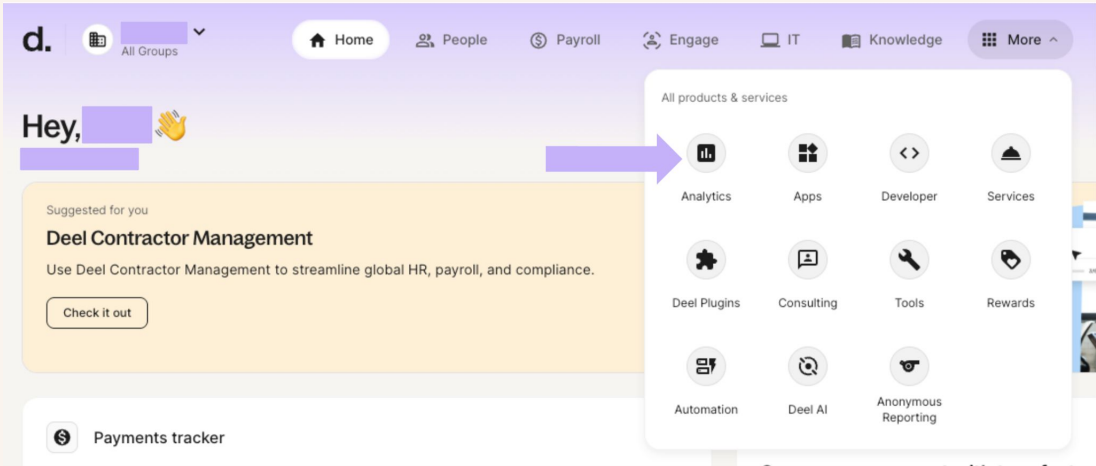 d.
All Groups
Home
People
Payroll
Engage
IT
Knowledge
More
Hey,
All products & services
Analytics
Apps
Developer
Services
Deel Plugins
Consulting
Tools
Rewards
Automation
Deel AI
Anonymous
Reporting
Suggested for you
Deel Contractor Management
Use Deel Contractor Management to streamline global HR, payroll, and compliance.
Check it out
Payments tracker